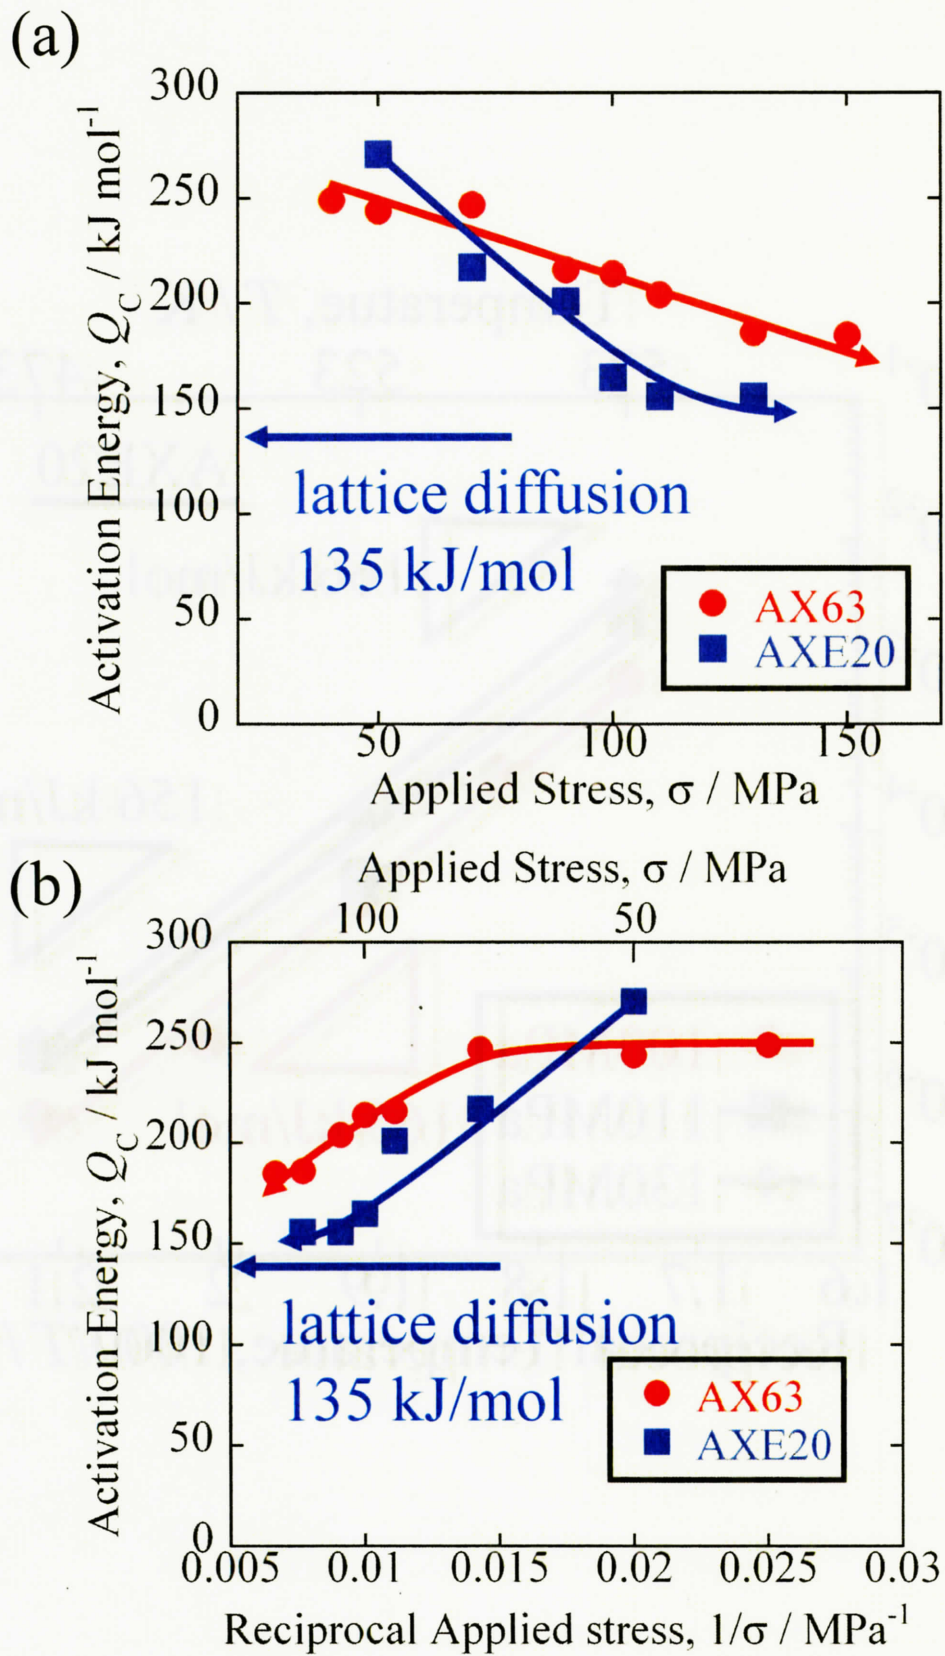 (a)
300
250
200
150
100
50
0
Activation Energy, Q_C / kJ mol⁻¹
lattice diffusion
135 kJ/mol
AX63
AXE20
50 100 150
Applied Stress, σ / MPa
(b)
Applied Stress, σ / MPa
100 50
300
250
200
150
100
50
0
Activation Energy, Q_C / kJ mol⁻¹
lattice diffusion
135 kJ/mol
AX63
AXE20
0.005 0.01 0.015 0.02 0.025 0.03
Reciprocal Applied stress, 1/σ / MPa⁻¹